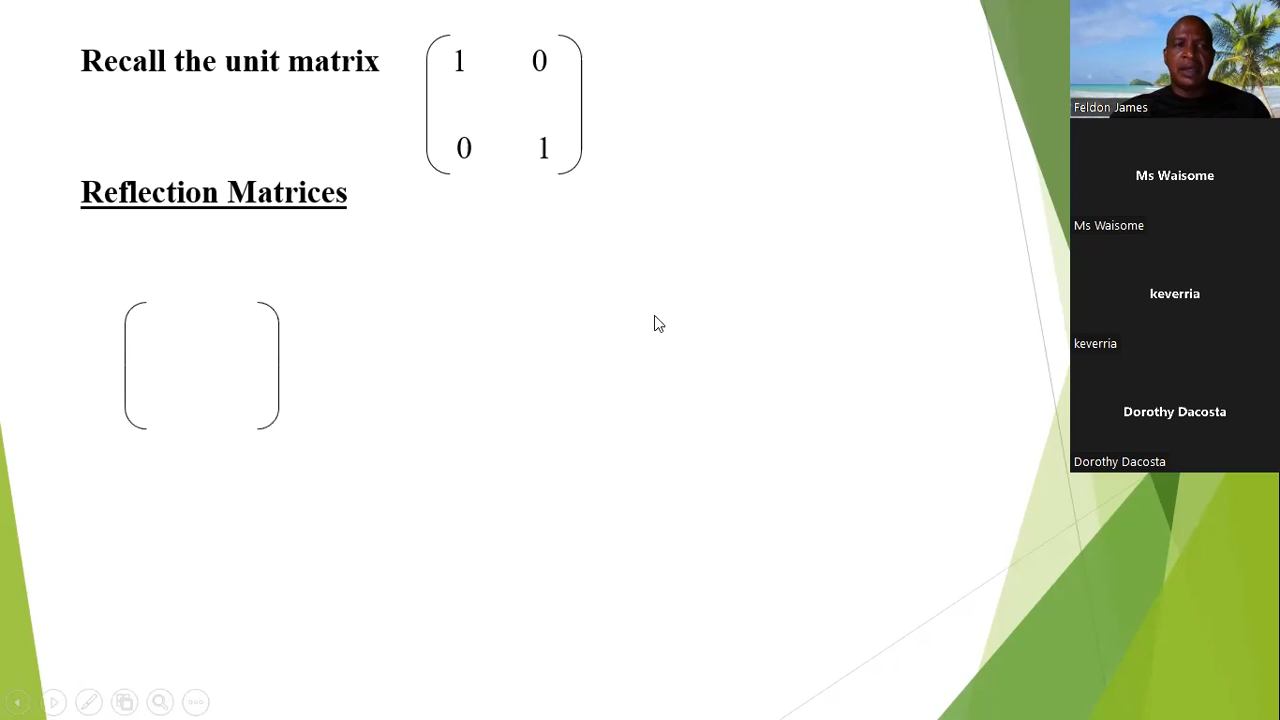 Recall the unit matrix
1 0
0 1
Reflection Matrices
Feldon James
Ms Waisome
Ms Waisome
keverria
keverria
Dorothy Dacosta
Dorothy Dacosta